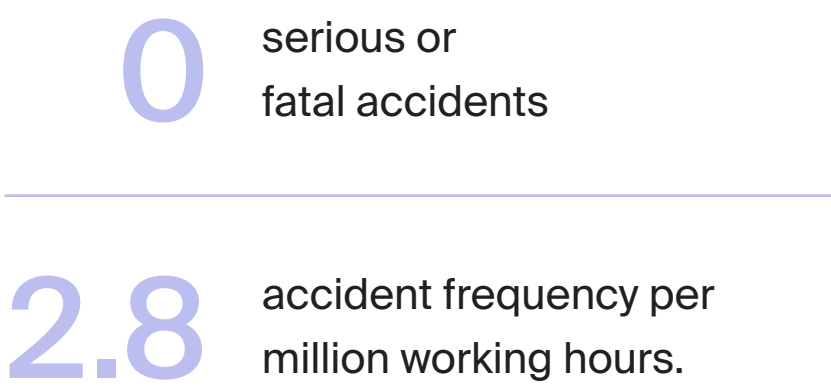 0
serious or
fatal accidents
2.8
accident frequency per
million working hours.